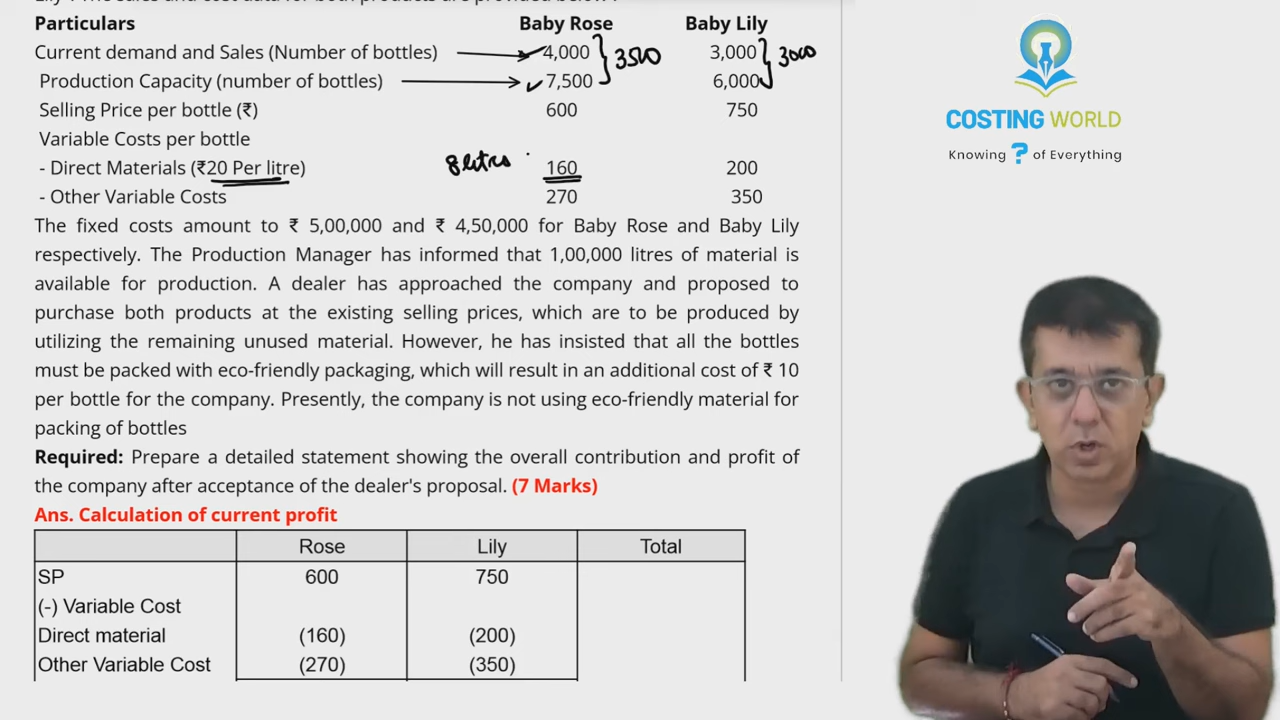 Particulars Baby Rose Baby Lily
Current demand and Sales (Number of bottles) 4,000 3500 3,000 3000
Production Capacity (number of bottles) 7,500 6,000
Selling Price per bottle (₹) 600 750
Variable Costs per bottle
- Direct Materials (₹20 Per litre) 8 litres 160 200
- Other Variable Costs 270 350
The fixed costs amount to ₹ 5,00,000 and ₹ 4,50,000 for Baby Rose and Baby Lily
respectively. The Production Manager has informed that 1,00,000 litres of material is
available for production. A dealer has approached the company and proposed to
purchase both products at the existing selling prices, which are to be produced by
utilizing the remaining unused material. However, he has insisted that all the bottles
must be packed with eco-friendly packaging, which will result in an additional cost of ₹ 10
per bottle for the company. Presently, the company is not using eco-friendly material for
packing of bottles
Required: Prepare a detailed statement showing the overall contribution and profit of
the company after acceptance of the dealer's proposal. (7 Marks)
Ans. Calculation of current profit
Rose Lily Total
SP 600 750
(-) Variable Cost
Direct material (160) (200)
Other Variable Cost (270) (350)
COSTING WORLD
Knowing ? of Everything